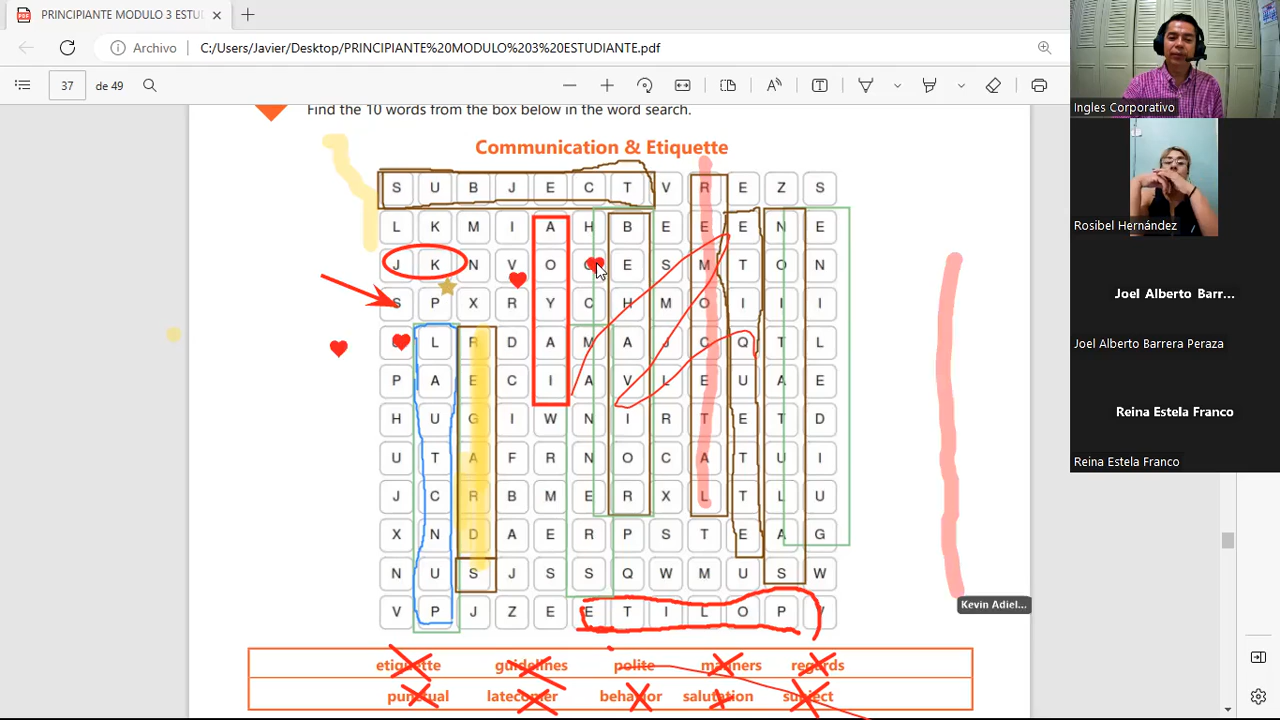 PRINCIPIANTE MODULO 3 ESTU
Archivo
C:/Users/Javier/Desktop/PRINCIPIANTE%20MODULO%203%20ESTUDIANTE.pdf
37 de 49
Find the 10 words from the box below in the word search.
Communication & Etiquette
S U B J E C T V R E Z S
L K M I A H B E E E N E
J K N V O E S M T O N
S P X R Y C H M O I I I
L R D A M A J C Q T L
P A E C I A V L E U A E
H U G I W N I R T E T D
U T A F R N O C A T U I
J C R B M E R X L T L U
X N D A E R P S T E A G
N U S J S S Q W M U S W
V P J Z E E T I L O P V
etiquette guidelines polite manners regards
punctual latecomer behavior salutation subject
Ingles Corporativo
Rosibel Hernández
Joel Alberto Barr...
Joel Alberto Barrera Peraza
Reina Estela Franco
Reina Estela Franco
Kevin Adiel...